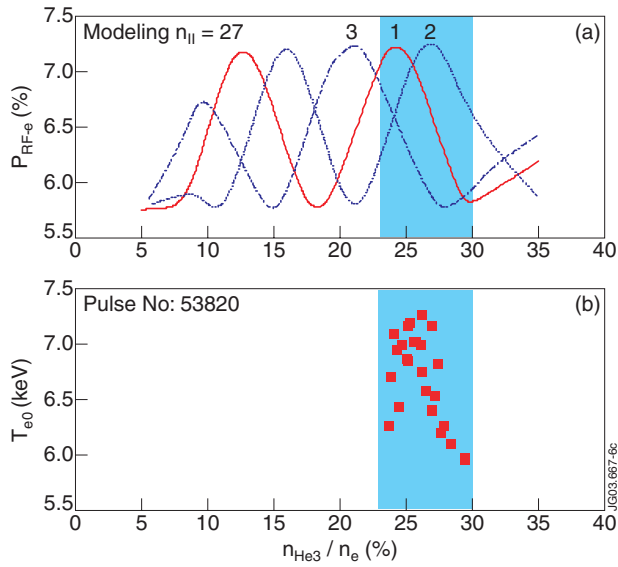 Modeling n_II = 27 3 1 2 (a)
P_RF-e (%)
7.5
7.0
6.5
6.0
5.5
0 5 10 15 20 25 30 35 40
Pulse No: 53820 (b)
T_e0 (keV)
7.5
7.0
6.5
6.0
5.5
0 5 10 15 20 25 30 35 40
n_He3 / n_e (%)
JG03.667-6c